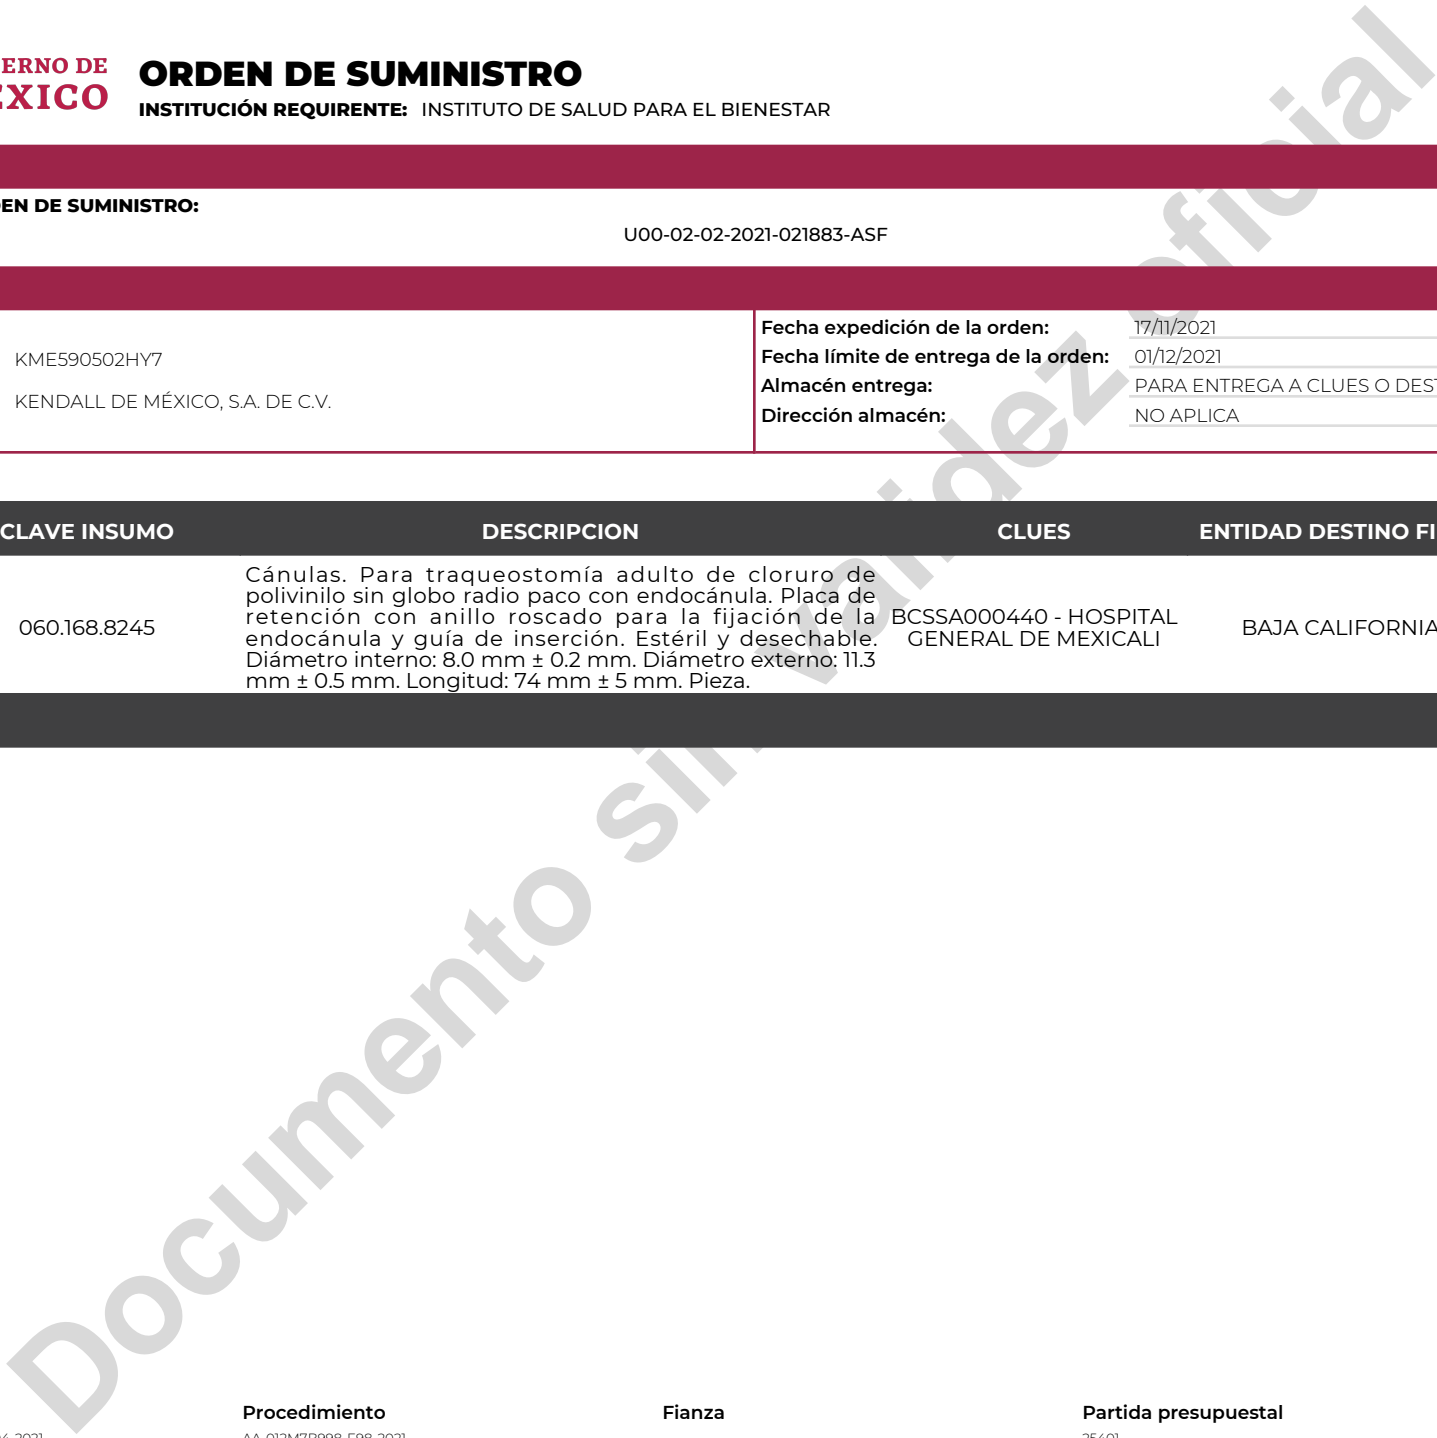 ERNO DE
ÉXICO
ORDEN DE SUMINISTRO
INSTITUCIÓN REQUIRENTE: INSTITUTO DE SALUD PARA EL BIENESTAR
EN DE SUMINISTRO:
U00-02-02-2021-021883-ASF
KME590502HY7
KENDALL DE MÉXICO, S.A. DE C.V.
Fecha expedición de la orden: 17/11/2021
Fecha límite de entrega de la orden: 01/12/2021
Almacén entrega: PARA ENTREGA A CLUES O DEST
Dirección almacén: NO APLICA
CLAVE INSUMO DESCRIPCION CLUES ENTIDAD DESTINO FI
060.168.8245
Cánulas. Para traqueostomía adulto de cloruro de
polivinilo sin globo radio paco con endocánula. Placa de
retención con anillo roscado para la fijación de la
endocánula y guía de inserción. Estéril y desechable.
Diámetro interno: 8.0 mm ± 0.2 mm. Diámetro externo: 11.3
mm ± 0.5 mm. Longitud: 74 mm ± 5 mm. Pieza.
BCSSA000440 - HOSPITAL
GENERAL DE MEXICALI
BAJA CALIFORNIA
Documento sin validez oficial
Procedimiento Fianza Partida presupuestal